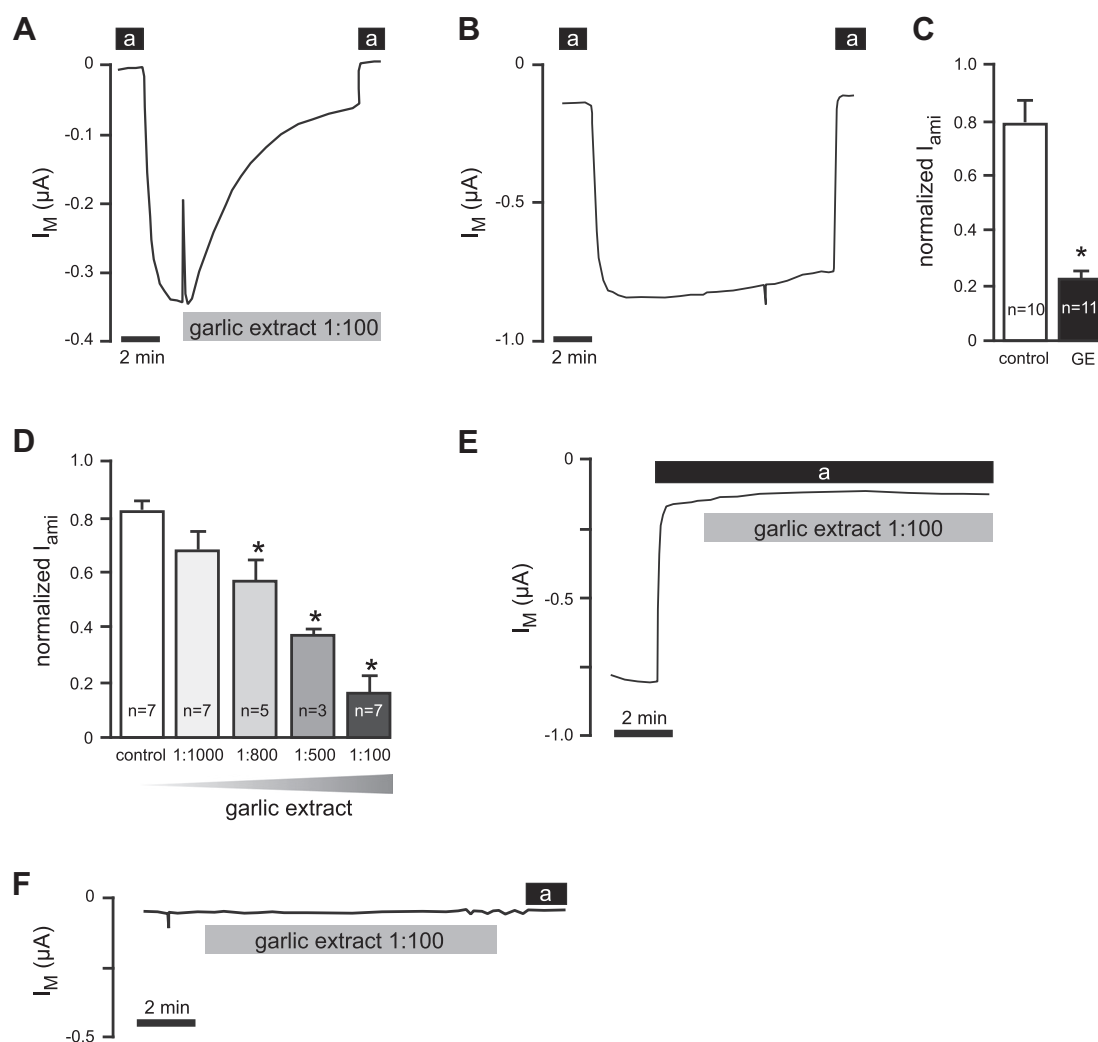 A
a
a
0
-0.1
-0.2
-0.3
-0.4
I_M (µA)
garlic extract 1:100
2 min
B
a
a
0
-0.5
-1.0
I_M (µA)
2 min
C
1.0
0.8
0.6
0.4
0.2
0
normalized I_ami
*
n=10
n=11
control
GE
D
1.0
0.8
0.6
0.4
0.2
0
normalized I_ami
*
*
*
n=7
n=7
n=5
n=3
n=7
control 1:1000 1:800 1:500 1:100
garlic extract
E
0
-0.5
-1.0
I_M (µA)
a
garlic extract 1:100
2 min
F
0
-0.5
I_M (µA)
a
garlic extract 1:100
2 min